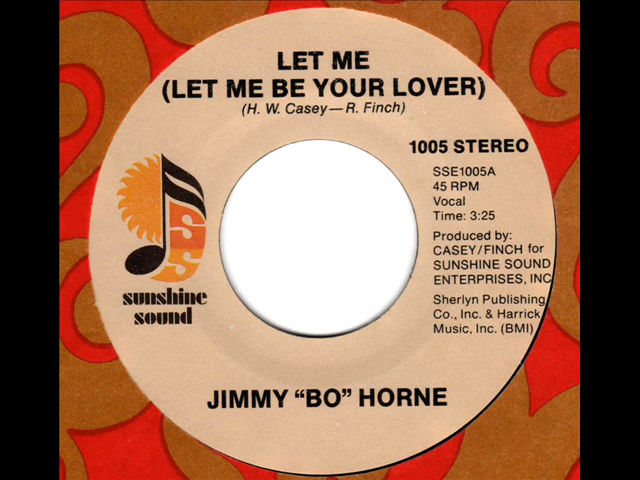 LET ME
(LET ME BE YOUR LOVER)
(H. W. Casey—R. Finch)
1005 STEREO
SSE1005A
45 RPM
Vocal
Time: 3:25
Produced by:
CASEY/FINCH for
SUNSHINE SOUND
ENTERPRISES, INC
Sherlyn Publishing
Co., Inc. & Harrick
Music, Inc. (BMI)
SS
sunshine
sound
JIMMY “BO” HORNE